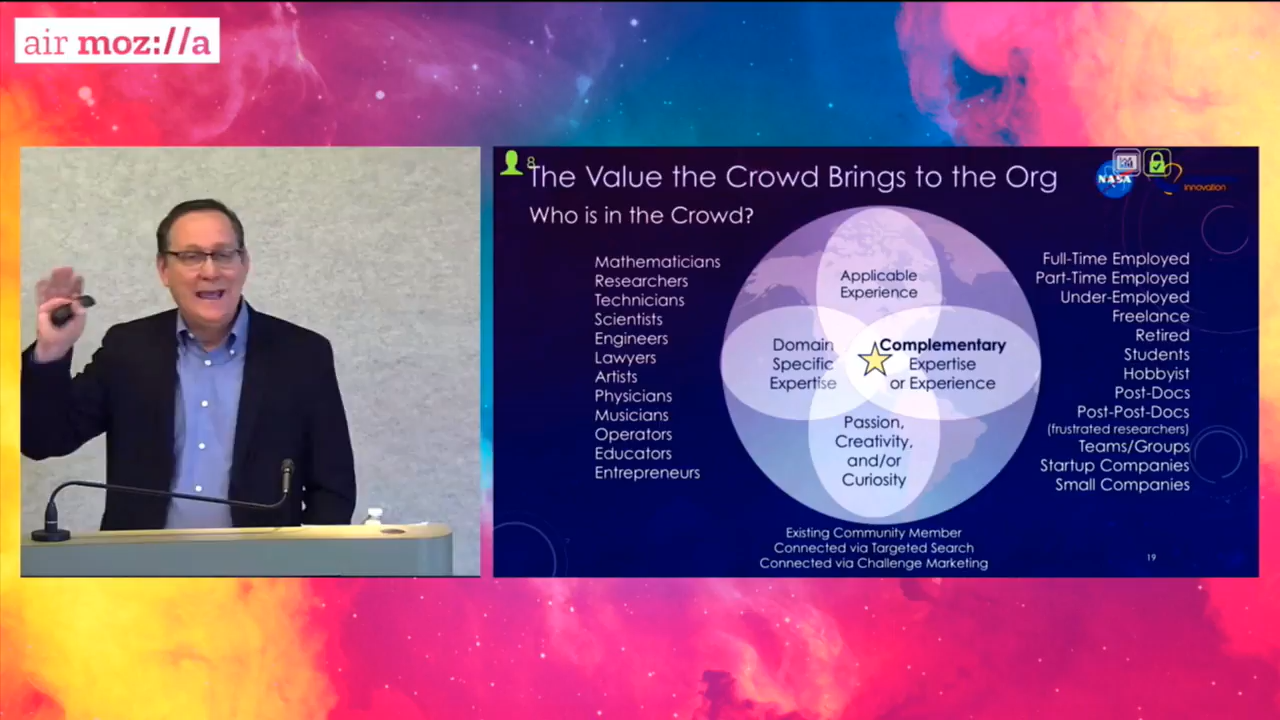 air moz://a
8
The Value the Crowd Brings to the Org
NASA
innovation
Who is in the Crowd?
Mathematicians
Researchers
Technicians
Scientists
Engineers
Lawyers
Artists
Physicians
Musicians
Operators
Educators
Entrepreneurs
Applicable
Experience
Domain
Specific
Expertise
Complementary
Expertise
or Experience
Passion,
Creativity,
and/or
Curiosity
Full-Time Employed
Part-Time Employed
Under-Employed
Freelance
Retired
Students
Hobbyist
Post-Docs
Post-Post-Docs
(frustrated researchers)
Teams/Groups
Startup Companies
Small Companies
Existing Community Member
Connected via Targeted Search
Connected via Challenge Marketing
19